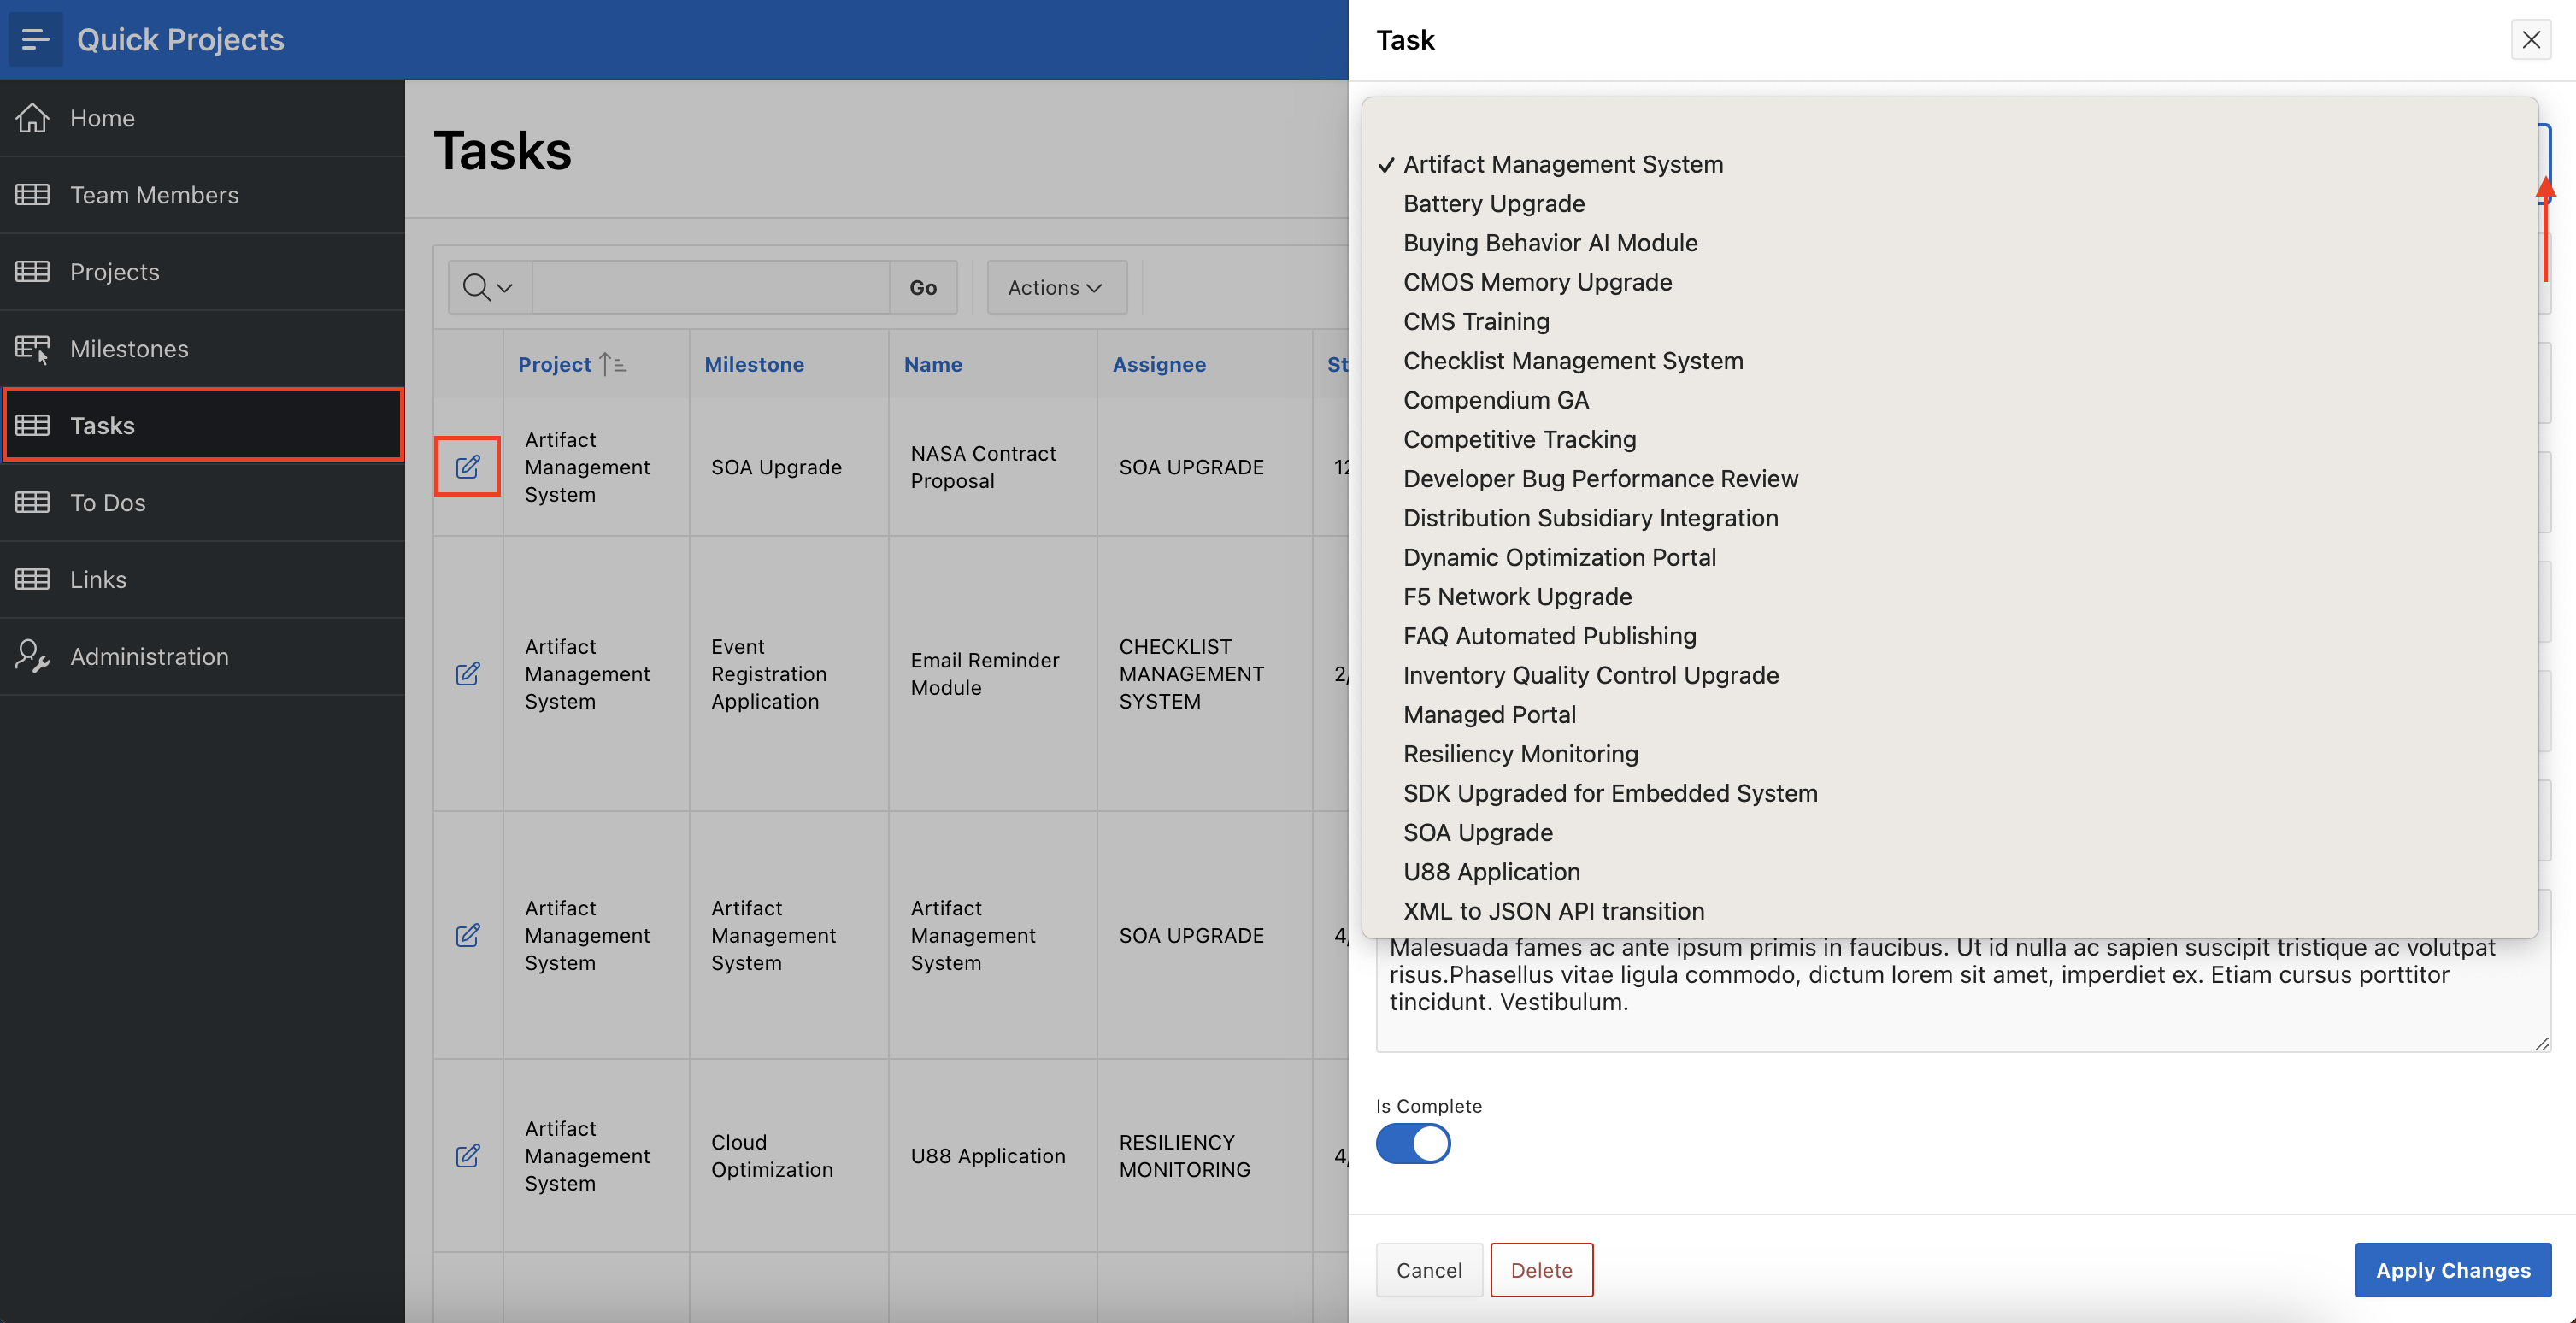 Quick Projects
Home
Team Members
Projects
Milestones
Tasks
To Dos
Links
Administration
Tasks
Go
Actions
Project
Milestone
Name
Assignee
St
Artifact
Management
System
SOA Upgrade
NASA Contract
Proposal
SOA UPGRADE
12
Artifact
Management
System
Event
Registration
Application
Email Reminder
Module
CHECKLIST
MANAGEMENT
SYSTEM
2/
Artifact
Management
System
Artifact
Management
System
Artifact
Management
System
SOA UPGRADE
4/
Artifact
Management
System
Cloud
Optimization
U88 Application
RESILIENCY
MONITORING
4/
Task
Artifact Management System
Battery Upgrade
Buying Behavior AI Module
CMOS Memory Upgrade
CMS Training
Checklist Management System
Compendium GA
Competitive Tracking
Developer Bug Performance Review
Distribution Subsidiary Integration
Dynamic Optimization Portal
F5 Network Upgrade
FAQ Automated Publishing
Inventory Quality Control Upgrade
Managed Portal
Resiliency Monitoring
SDK Upgraded for Embedded System
SOA Upgrade
U88 Application
XML to JSON API transition
Malesuada fames ac ante ipsum primis in faucibus. Ut id nulla ac sapien suscipit tristique ac volutpat
risus.Phasellus vitae ligula commodo, dictum lorem sit amet, imperdiet ex. Etiam cursus porttitor
tincidunt. Vestibulum.
Is Complete
Cancel
Delete
Apply Changes